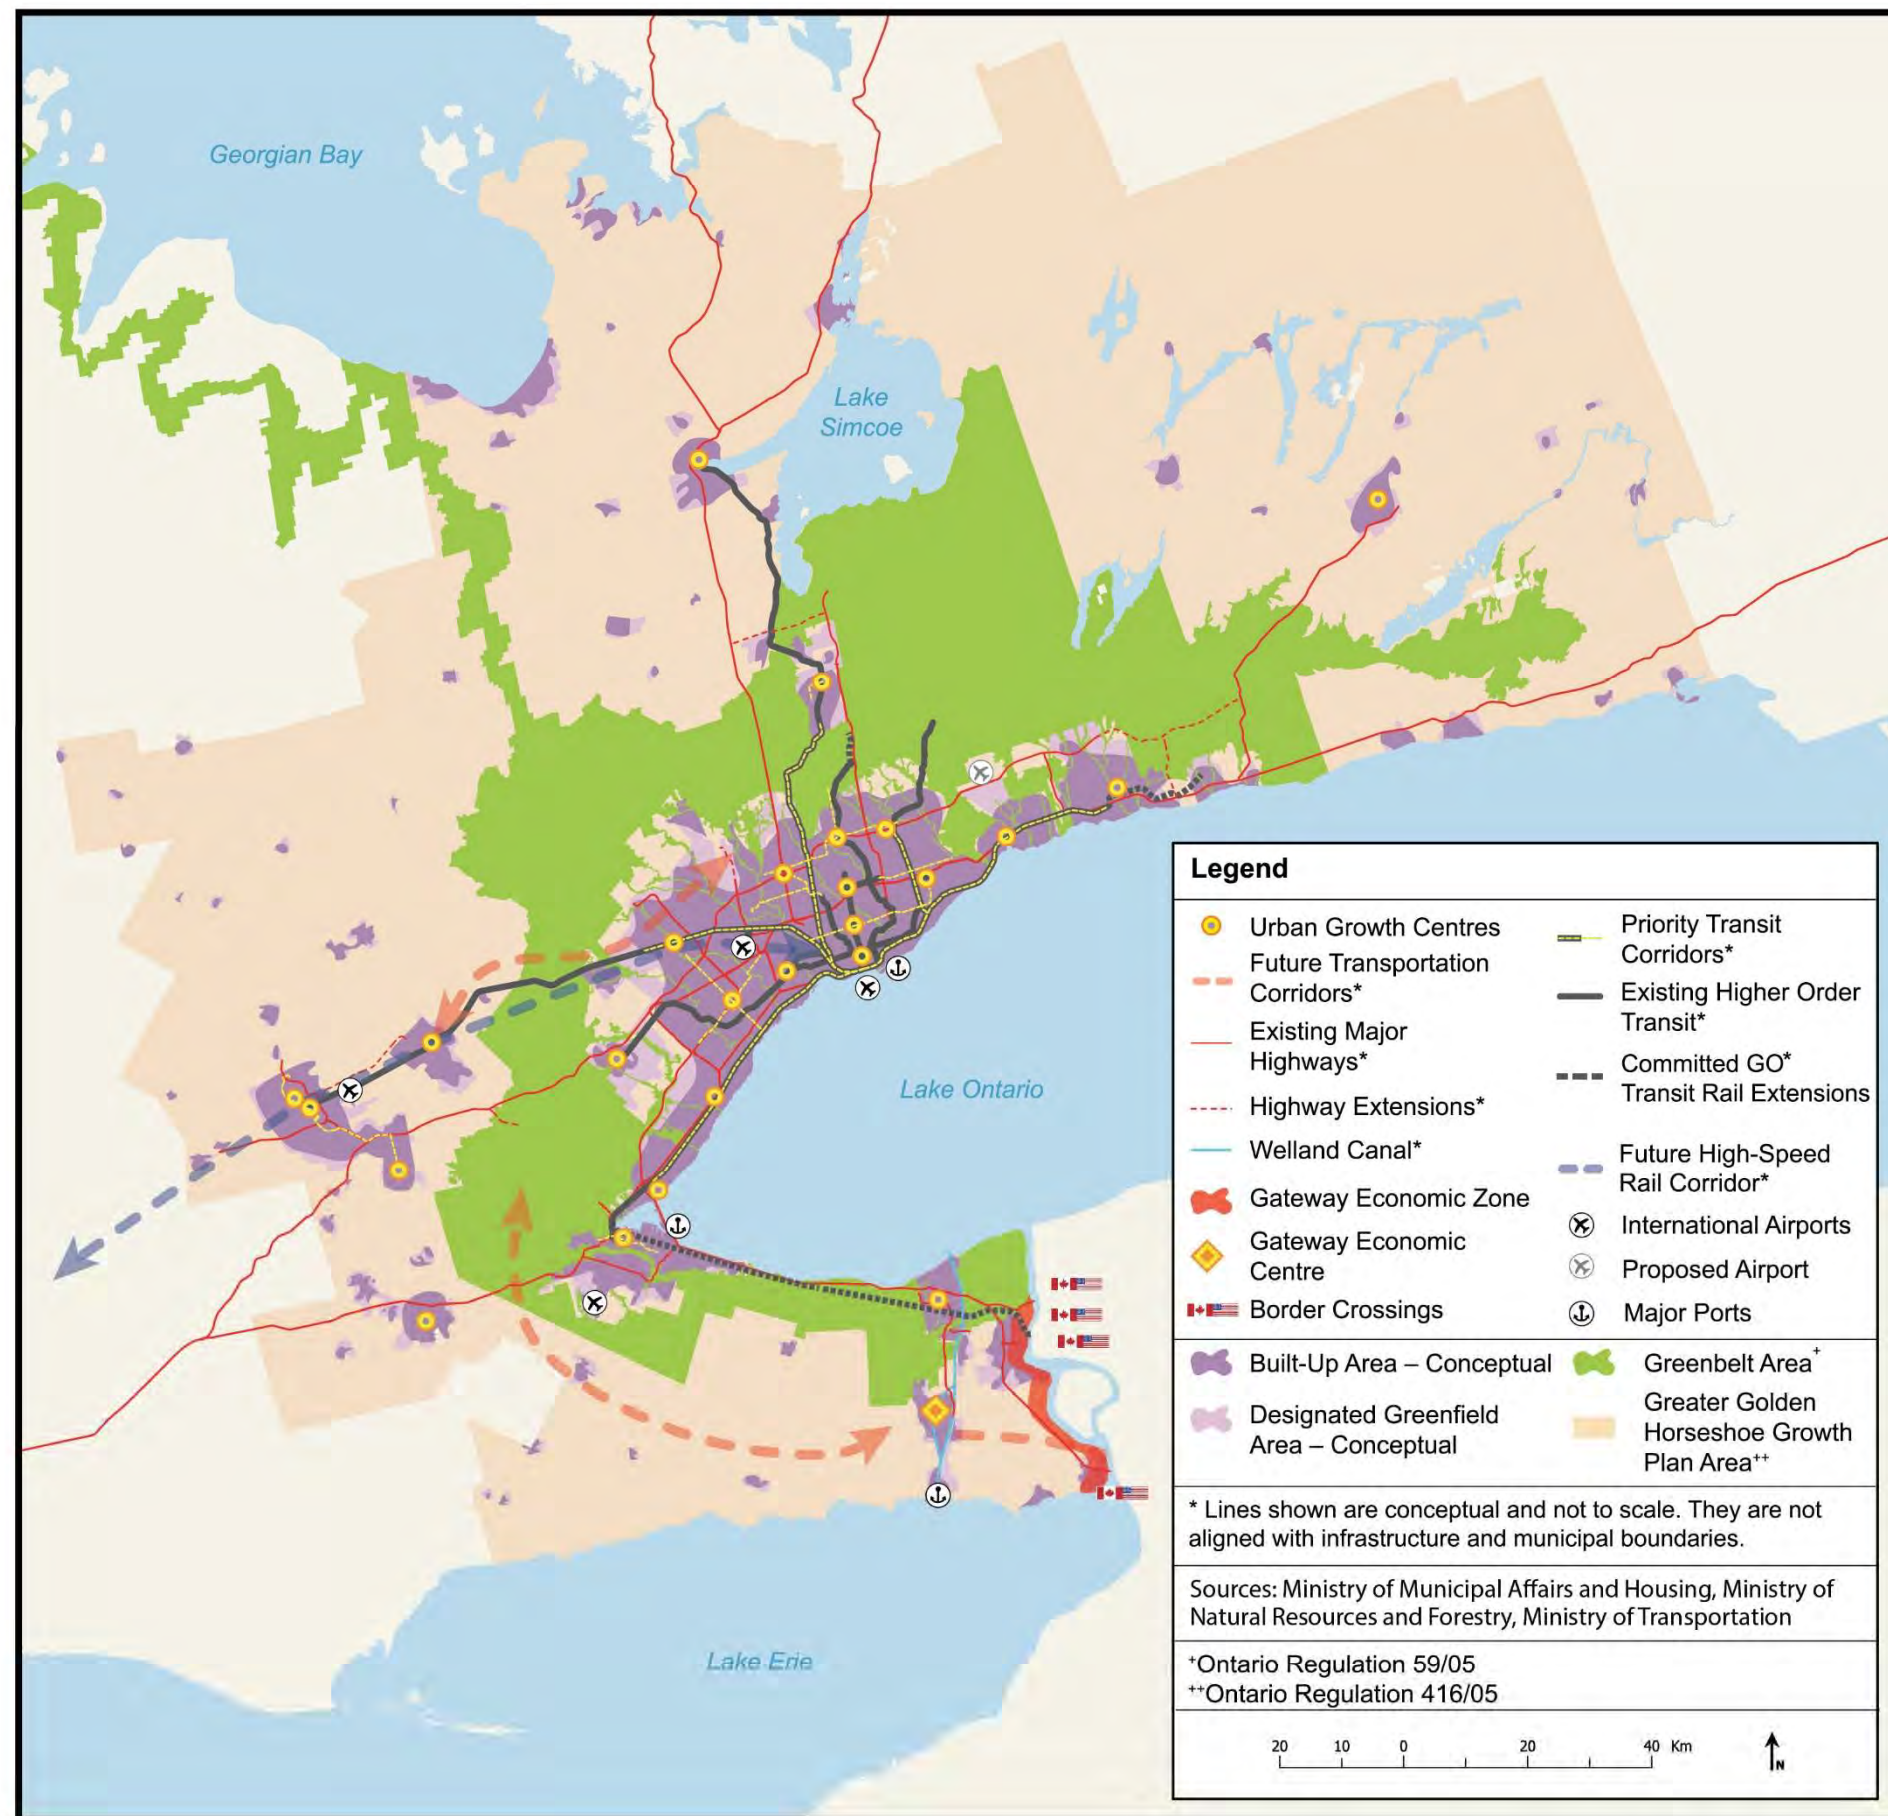 Georgian Bay
Lake
Simcoe
Lake Ontario
Lake Erie
Legend
Urban Growth Centres
Future Transportation
Corridors*
Existing Major
Highways*
Highway Extensions*
Welland Canal*
Gateway Economic Zone
Gateway Economic
Centre
Border Crossings
Priority Transit
Corridors*
Existing Higher Order
Transit*
Committed GO*
Transit Rail Extensions
Future High-Speed
Rail Corridor*
International Airports
Proposed Airport
Major Ports
Built-Up Area – Conceptual
Designated Greenfield
Area – Conceptual
Greenbelt Area+
Greater Golden
Horseshoe Growth
Plan Area++
* Lines shown are conceptual and not to scale. They are not
aligned with infrastructure and municipal boundaries.
Sources: Ministry of Municipal Affairs and Housing, Ministry of
Natural Resources and Forestry, Ministry of Transportation
+Ontario Regulation 59/05
++Ontario Regulation 416/05
20 10 0 20 40 Km
N